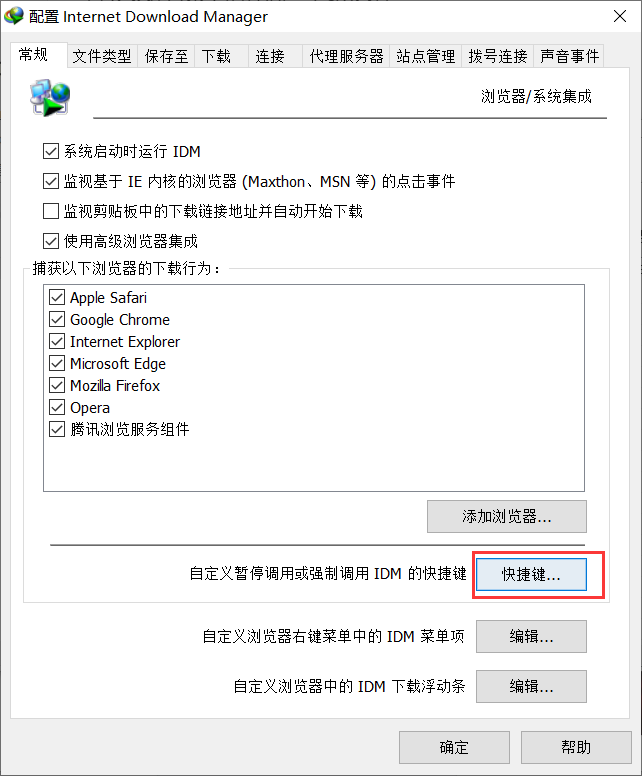 配置 Internet Download Manager
常规 文件类型 保存至 下载 连接 代理服务器 站点管理 拨号连接 声音事件
浏览器/系统集成
系统启动时运行 IDM
监视基于 IE 内核的浏览器 (Maxthon、MSN 等) 的点击事件
监视剪贴板中的下载链接地址并自动开始下载
使用高级浏览器集成
捕获以下浏览器的下载行为：
Apple Safari
Google Chrome
Internet Explorer
Microsoft Edge
Mozilla Firefox
Opera
腾讯浏览服务组件
添加浏览器...
自定义暂停调用或强制调用 IDM 的快捷键 快捷键...
自定义浏览器右键菜单中的 IDM 菜单项 编辑...
自定义浏览器中的 IDM 下载浮动条 编辑...
确定 帮助